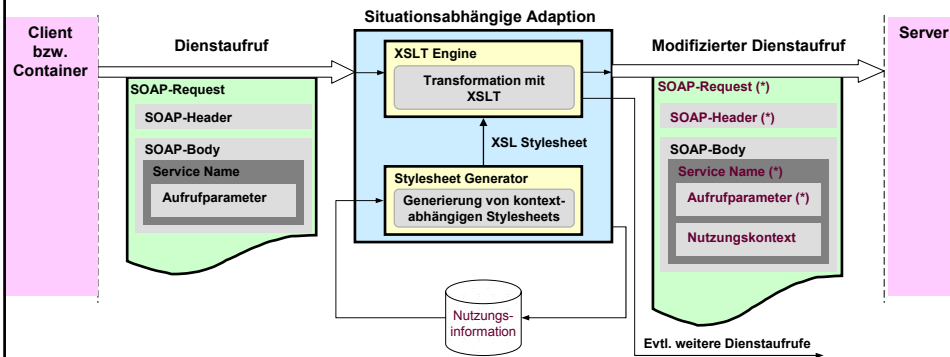 Situationsabhängige Adaption
Client
bzw.
Container
Dienstaufruf
SOAP-Request
SOAP-Header
SOAP-Body
Service Name
Aufrufparameter
XSLT Engine
Transformation mit
XSLT
XSL Stylesheet
Stylesheet Generator
Generierung von kontext-
abhängigen Stylesheets
Nutzungs-
information
Modifizierter Dienstaufruf
SOAP-Request (*)
SOAP-Header (*)
SOAP-Body
Service Name (*)
Aufrufparameter (*)
Nutzungskontext
Evtl. weitere Dienstaufrufe
Server